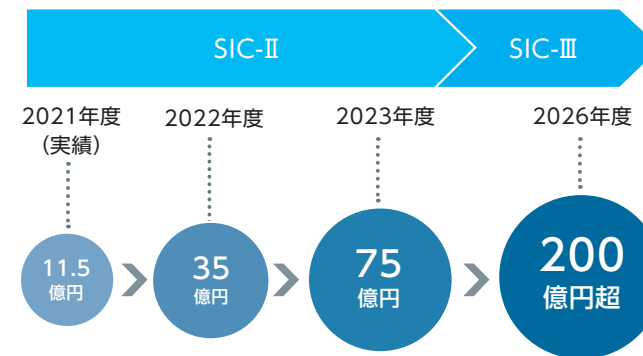 SIC-Ⅱ
SIC-Ⅲ
2021年度
(実績)
2022年度
2023年度
2026年度
11.5
億円
35
億円
75
億円
200
億円超